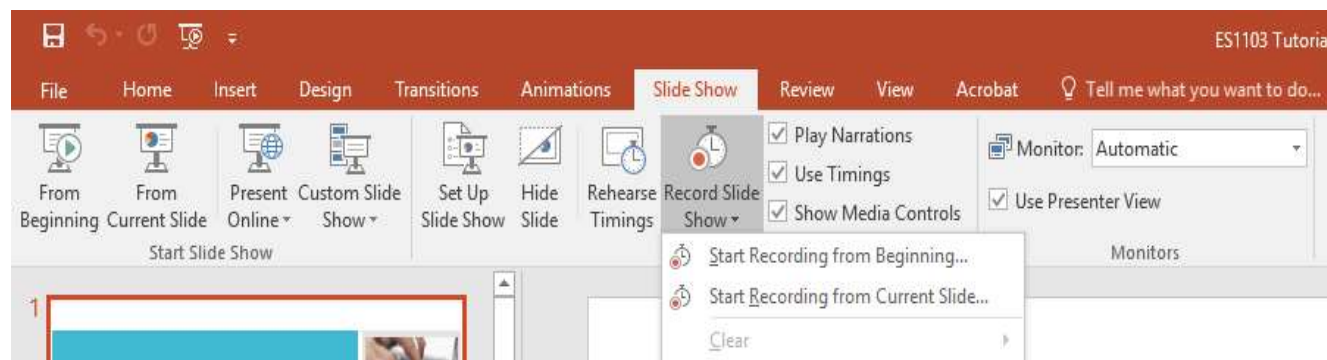 ES1103 Tutoria
File Home Insert Design Transitions Animations Slide Show Review View Acrobat Tell me what you want to do...
From Beginning
From Current Slide
Present Online
Custom Slide Show
Start Slide Show
Set Up Slide Show
Hide Slide
Rehearse Timings
Record Slide Show
Play Narrations
Use Timings
Show Media Controls
Monitor: Automatic
Use Presenter View
Monitors
Start Recording from Beginning...
Start Recording from Current Slide...
Clear
1